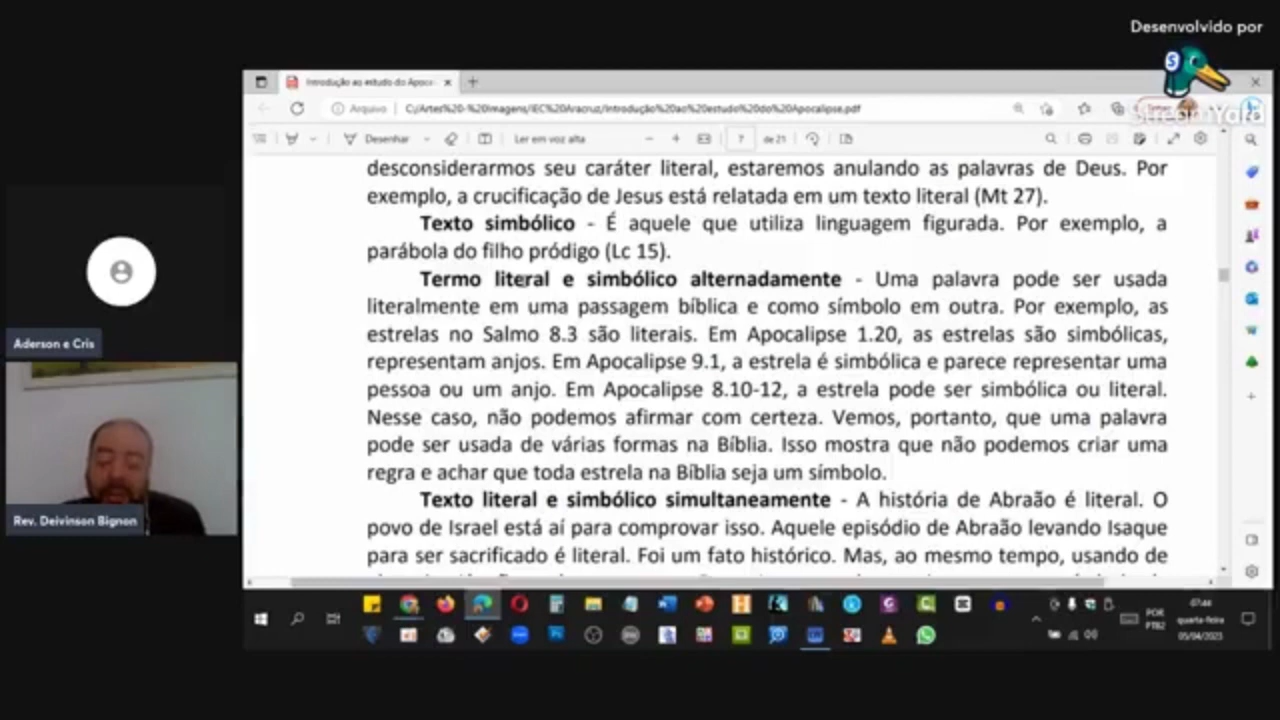 Desenvolvido por
StreamYard
Introdução ao estudo do Apoc
Arquivo C:/Artes%20-%20Imagens/IEC%20Aracruz/Introdução%20ao%20estudo%20do%20Apocalipse.pdf
Desenhar Ler em voz alta 7 de 21
desconsiderarmos seu caráter literal, estaremos anulando as palavras de Deus. Por
exemplo, a crucificação de Jesus está relatada em um texto literal (Mt 27).
Texto simbólico - É aquele que utiliza linguagem figurada. Por exemplo, a
parábola do filho pródigo (Lc 15).
Termo literal e simbólico alternadamente - Uma palavra pode ser usada
literalmente em uma passagem bíblica e como símbolo em outra. Por exemplo, as
estrelas no Salmo 8.3 são literais. Em Apocalipse 1.20, as estrelas são simbólicas,
representam anjos. Em Apocalipse 9.1, a estrela é simbólica e parece representar uma
pessoa ou um anjo. Em Apocalipse 8.10-12, a estrela pode ser simbólica ou literal.
Nesse caso, não podemos afirmar com certeza. Vemos, portanto, que uma palavra
pode ser usada de várias formas na Bíblia. Isso mostra que não podemos criar uma
regra e achar que toda estrela na Bíblia seja um símbolo.
Texto literal e simbólico simultaneamente - A história de Abraão é literal. O
povo de Israel está aí para comprovar isso. Aquele episódio de Abraão levando Isaque
para ser sacrificado é literal. Foi um fato histórico. Mas, ao mesmo tempo, usando de
Aderson e Cris
Rev. Deivinson Bignon
POR
PTB2
07:44
quarta-feira
05/04/2023